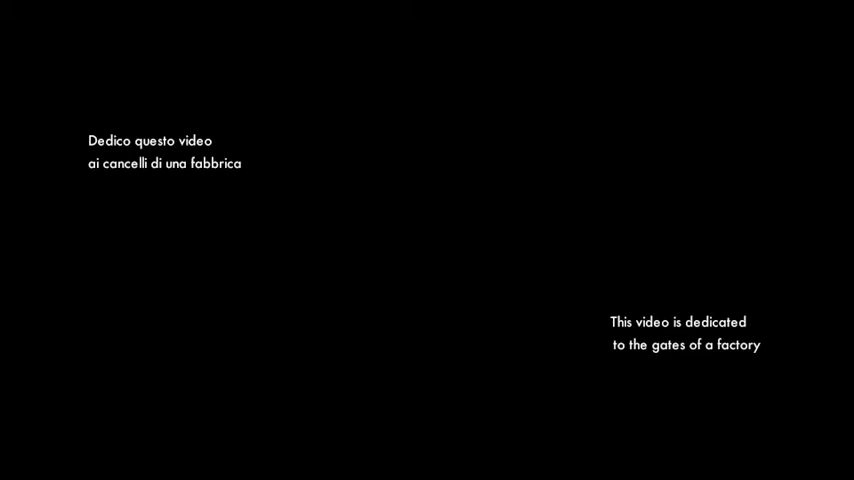 Dedico questo video
ai cancelli di una fabbrica
This video is dedicated
to the gates of a factory